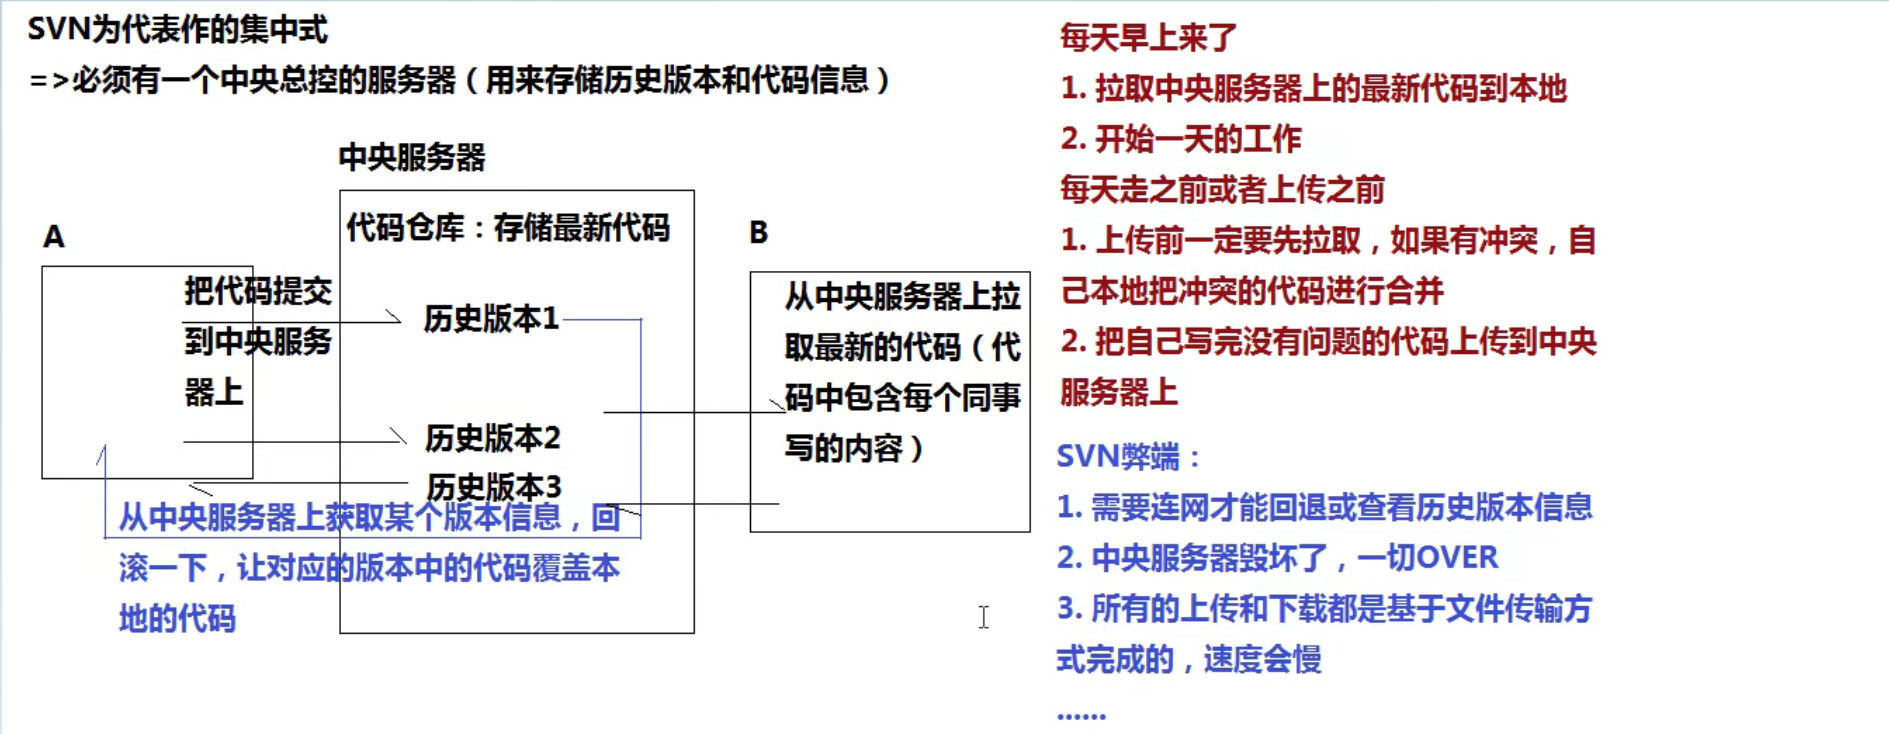 SVN为代表作的集中式
=>必须有一个中央总控的服务器（用来存储历史版本和代码信息）
中央服务器
代码仓库：存储最新代码
A
把代码提交
到中央服务
器上
历史版本1
历史版本2
历史版本3
从中央服务器上获取某个版本信息，回
滚一下，让对应的版本中的代码覆盖本
地的代码
B
从中央服务器上拉
取最新的代码（代
码中包含每个同事
写的内容）
每天早上来了
1. 拉取中央服务器上的最新代码到本地
2. 开始一天的工作
每天走之前或者上传之前
1. 上传前一定要先拉取，如果有冲突，自
己本地把冲突的代码进行合并
2. 把自己写完没有问题的代码上传到中央
服务器上
SVN弊端：
1. 需要连网才能回退或查看历史版本信息
2. 中央服务器毁坏了，一切OVER
3. 所有的上传和下载都是基于文件传输方
式完成的，速度会慢
......